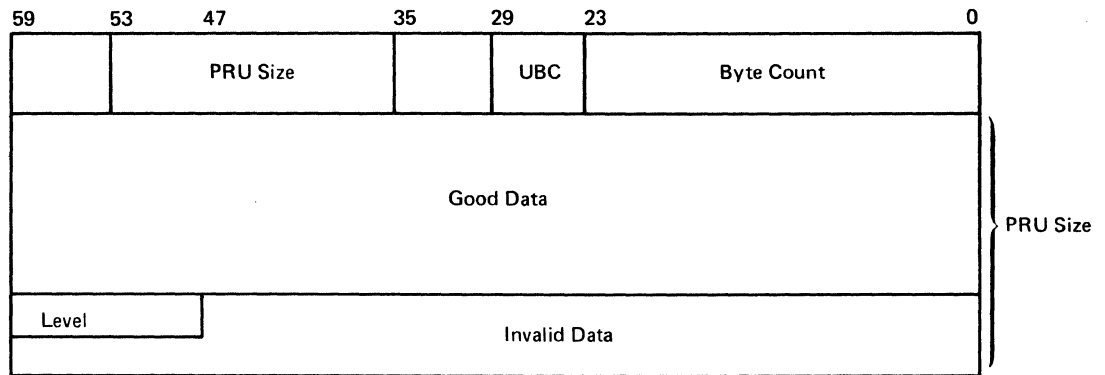 59 53 47 35 29 23 0
PRU Size UBC Byte Count
Good Data
PRU Size
Level
Invalid Data